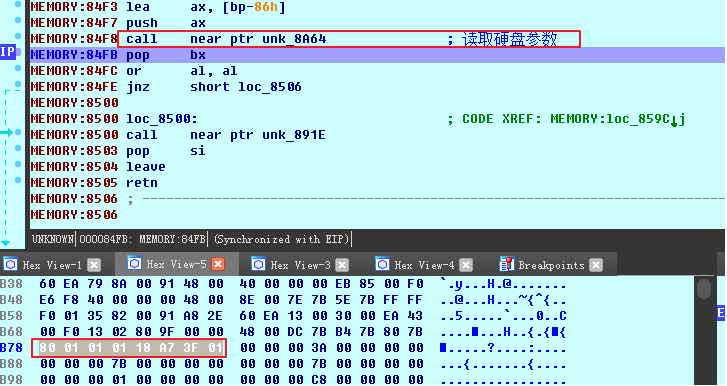 MEMORY:84F3 lea     ax, [bp-86h]
MEMORY:84F7 push    ax
MEMORY:84F8 call    near ptr unk_8A64               ; 读取硬盘参数
IP MEMORY:84FB pop     bx
MEMORY:84FC or      al, al
MEMORY:84FE jnz     short loc_8506
MEMORY:8500
MEMORY:8500 loc_8500:                               ; CODE XREF: MEMORY:loc_859C↓j
MEMORY:8500 call    near ptr unk_891E
MEMORY:8503 pop     si
MEMORY:8504 leave
MEMORY:8505 retn
MEMORY:8506 ; ---------------------------------------------------------------
MEMORY:8506
UNKNOWN 000084FB: MEMORY:84FB (Synchronized with EIP)
Hex View-1 Hex View-5 Hex View-3 Hex View-4 Breakpoints
B38 60 EA 79 8A 00 91 48 00 40 00 00 00 EB 85 00 F0 `.y...H.@.......
B48 E6 F8 40 00 00 00 48 00 8E 00 7E 7B 5E 7B FF FF ..@...H...~{^{..
B58 F0 01 35 82 00 91 A8 2E 60 EA 13 00 30 00 EA 43 ..5.....`...0..C
B68 00 F0 13 02 80 9F 00 00 48 00 DC 7B B4 7B 80 7B ........H..{.{.{
B78 80 01 01 01 18 A7 3F 01 00 00 00 3A 00 00 00 00 ......?....:....
B88 00 00 00 7B 00 00 00 00 00 00 00 7B 00 00 00 00 ...{.......{....
B98 00 00 00 01 00 00 00 00 00 00 00 C8 00 00 00 00 ................